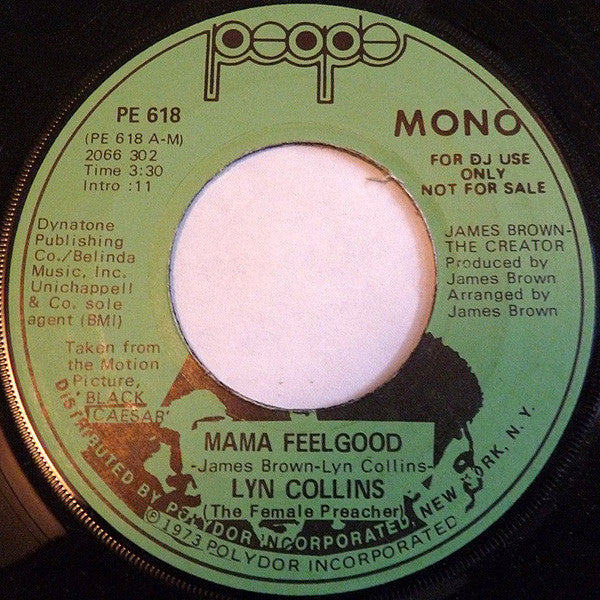 people
PE 618
(PE 618 A-M)
2066 302
Time 3:30
Intro :11
MONO
FOR DJ USE
ONLY
NOT FOR SALE
Dynatone
Publishing
Co./Belinda
Music, Inc.
Unichappell
& Co. sole
agent (BMI)
JAMES BROWN-
THE CREATOR
Produced by
James Brown
Arranged by
James Brown
Taken from
the Motion
Picture,
BLACK
CAESAR
MAMA FEELGOOD
-James Brown-Lyn Collins-
LYN COLLINS
(The Female Preacher)
DISTRIBUTED BY POLYDOR INCORPORATED, NEW YORK, N.Y.
© 1973 POLYDOR INCORPORATED